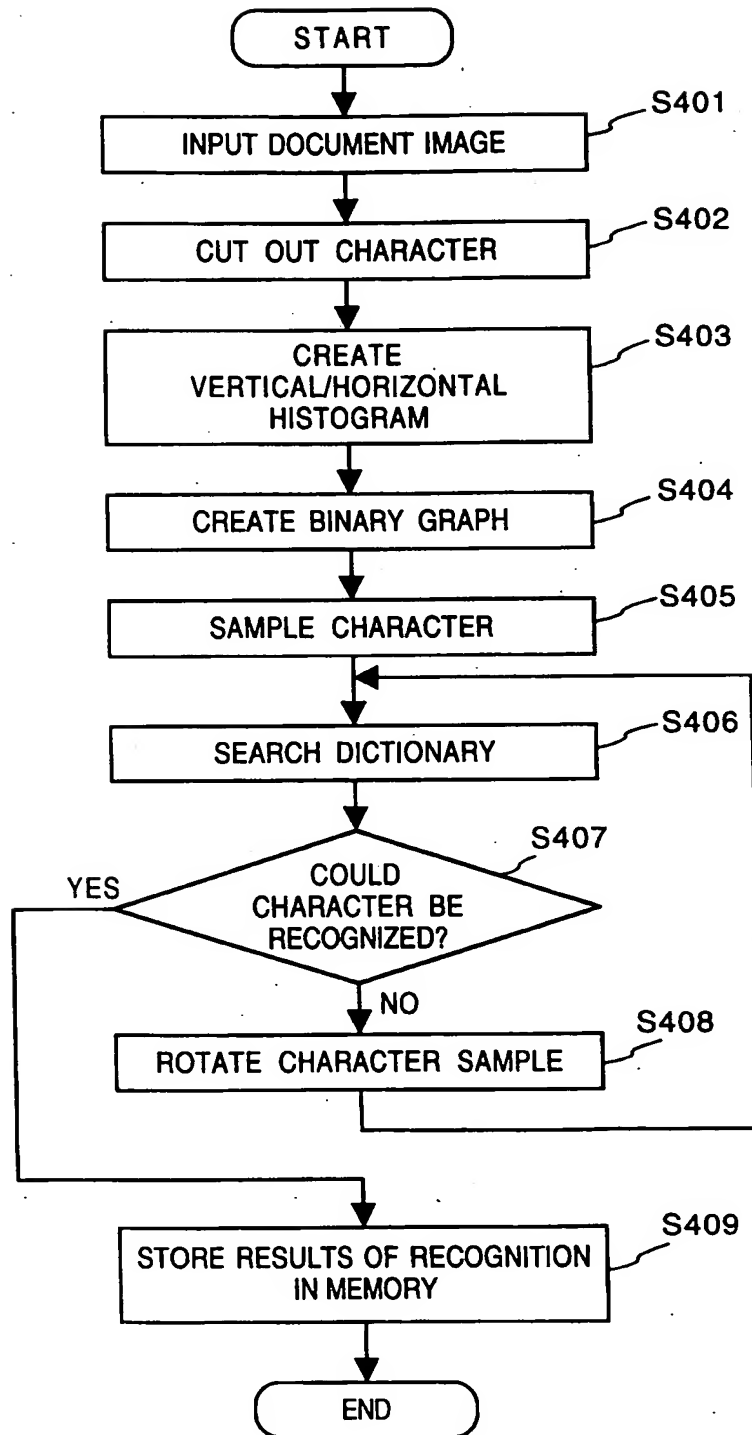 START
S401
INPUT DOCUMENT IMAGE
S402
CUT OUT CHARACTER
S403
CREATE
VERTICAL/HORIZONTAL
HISTOGRAM
S404
CREATE BINARY GRAPH
S405
SAMPLE CHARACTER
S406
SEARCH DICTIONARY
S407
YES
COULD
CHARACTER BE
RECOGNIZED?
NO
S408
ROTATE CHARACTER SAMPLE
S409
STORE RESULTS OF RECOGNITION
IN MEMORY
END